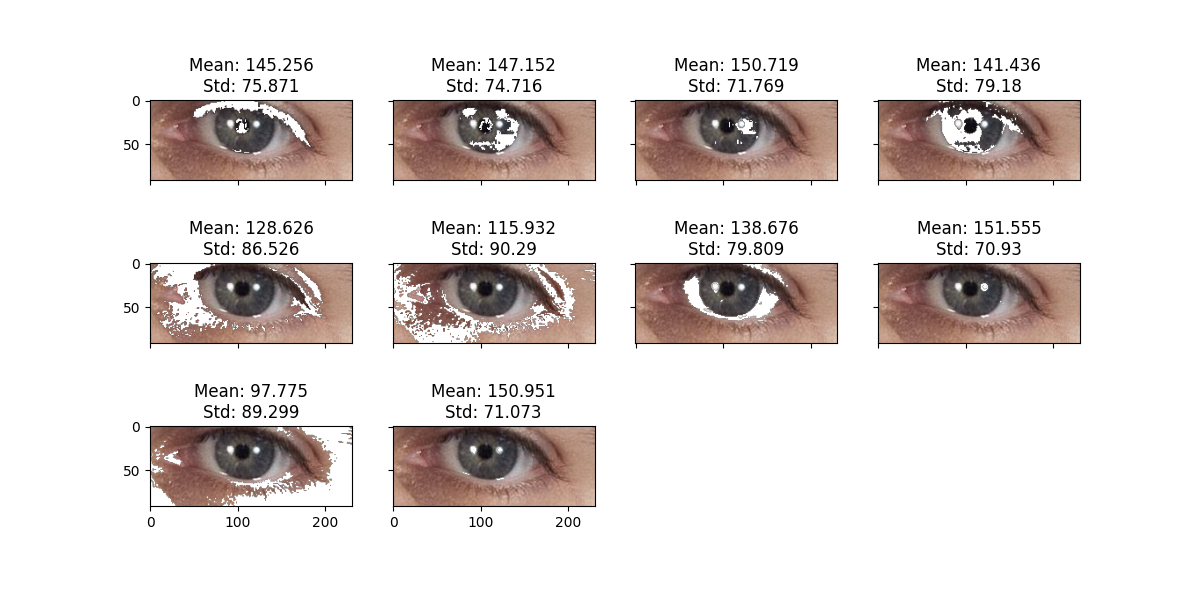 Mean: 145.256
Std: 75.871
Mean: 147.152
Std: 74.716
Mean: 150.719
Std: 71.769
Mean: 141.436
Std: 79.18
0
50
Mean: 128.626
Std: 86.526
Mean: 115.932
Std: 90.29
Mean: 138.676
Std: 79.809
Mean: 151.555
Std: 70.93
0
50
Mean: 97.775
Std: 89.299
Mean: 150.951
Std: 71.073
0
50
0 100 200
0 100 200